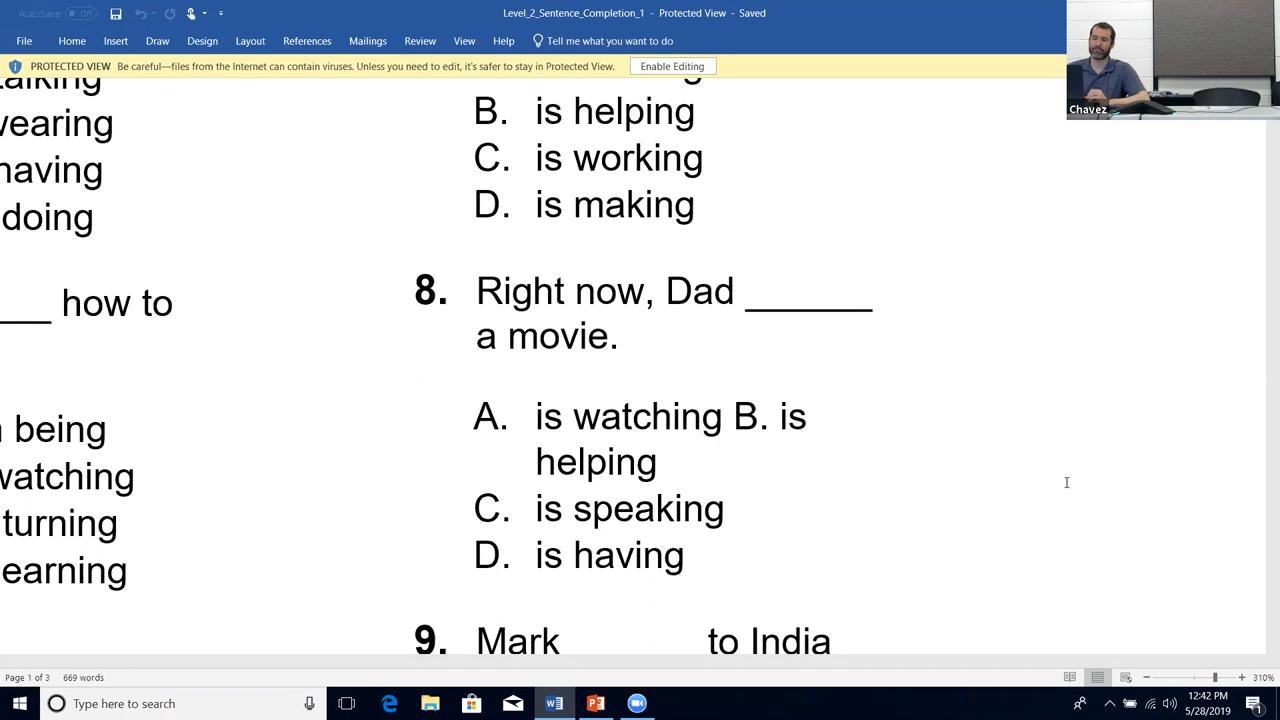 AutoSave Off
Level_2_Sentence_Completion_1 - Protected View - Saved
File Home Insert Draw Design Layout References Mailings Review View Help Tell me what you want to do
PROTECTED VIEW Be careful—files from the Internet can contain viruses. Unless you need to edit, it's safer to stay in Protected View. Enable Editing
Chavez
talking
wearing
having
doing
how to
being
watching
turning
earning
B. is helping
C. is working
D. is making
8. Right now, Dad _______
a movie.
A. is watching B. is
helping
C. is speaking
D. is having
9. Mark ________ to India
Page 1 of 3 669 words
310%
Type here to search
12:42 PM
5/28/2019